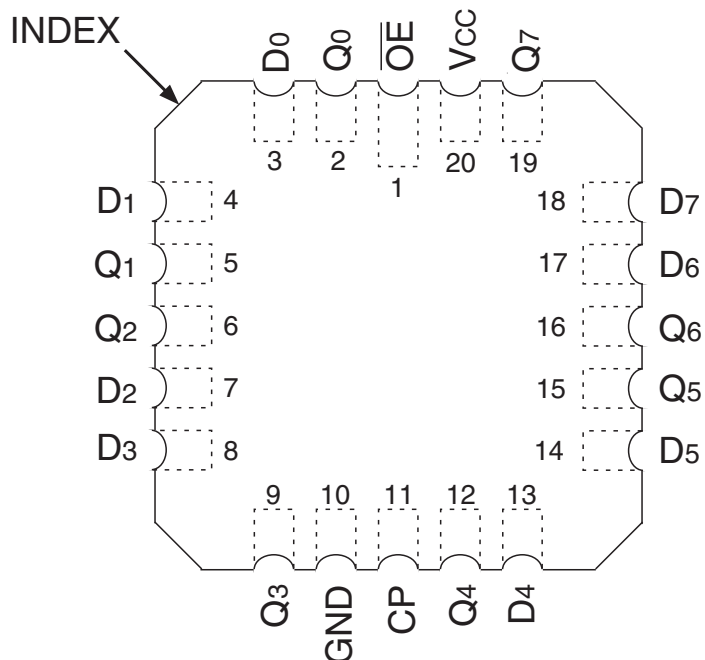 INDEX
D0 Q0 OE VCC Q7
3 2 1 20 19
D1 4 18 D7
Q1 5 17 D6
Q2 6 16 Q6
D2 7 15 Q5
D3 8 14 D5
9 10 11 12 13
Q3 GND CP Q4 D4